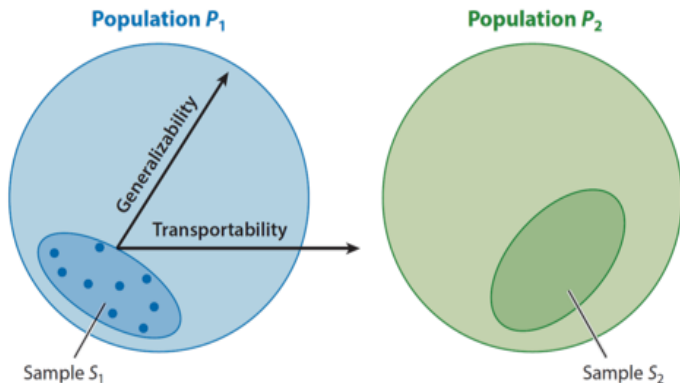 Population P₁
Population P₂
Generalizability
Transportability
Sample S₁
Sample S₂